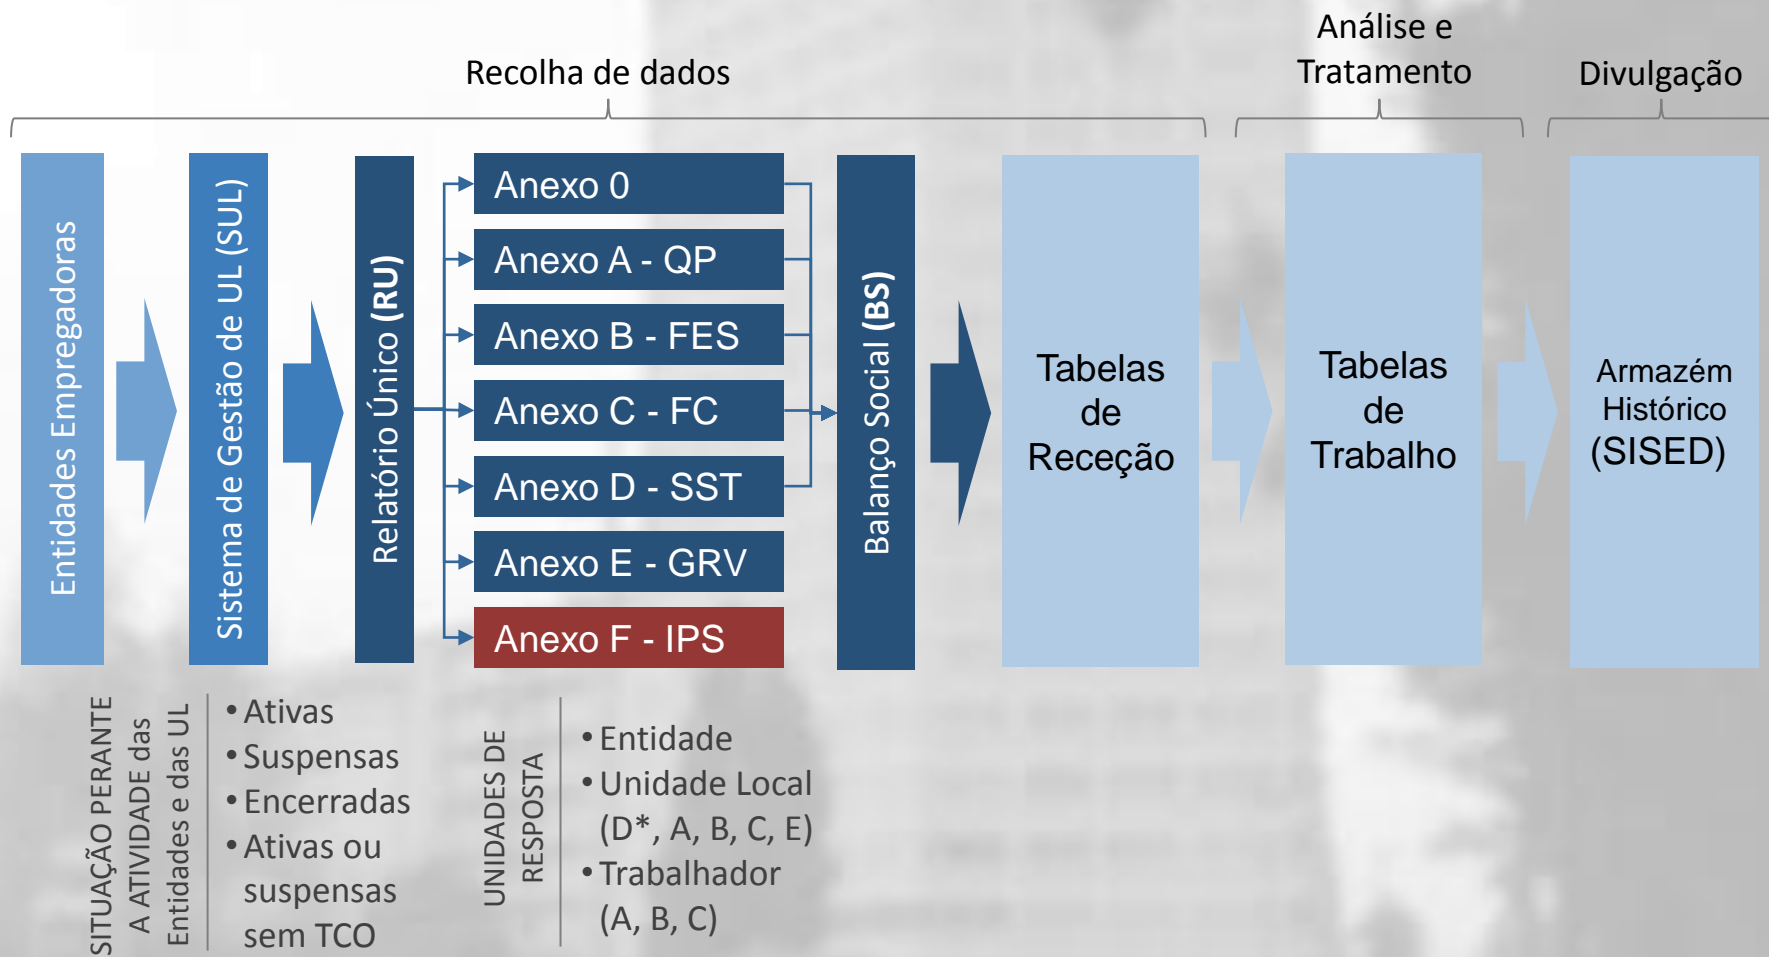 Recolha de dados
Análise e
Tratamento
Divulgação
Entidades Empregadoras
Sistema de Gestão de UL (SUL)
Relatório Único (RU)
Anexo 0
Anexo A - QP
Anexo B - FES
Anexo C - FC
Anexo D - SST
Anexo E - GRV
Anexo F - IPS
Balanço Social (BS)
Tabelas
de
Receção
Tabelas
de
Trabalho
Armazém
Histórico
(SISED)
SITUAÇÃO PERANTE
A ATIVIDADE das
Entidades e das UL
• Ativas
• Suspensas
• Encerradas
• Ativas ou
suspensas
sem TCO
UNIDADES DE
RESPOSTA
• Entidade
• Unidade Local
(D*, A, B, C, E)
• Trabalhador
(A, B, C)